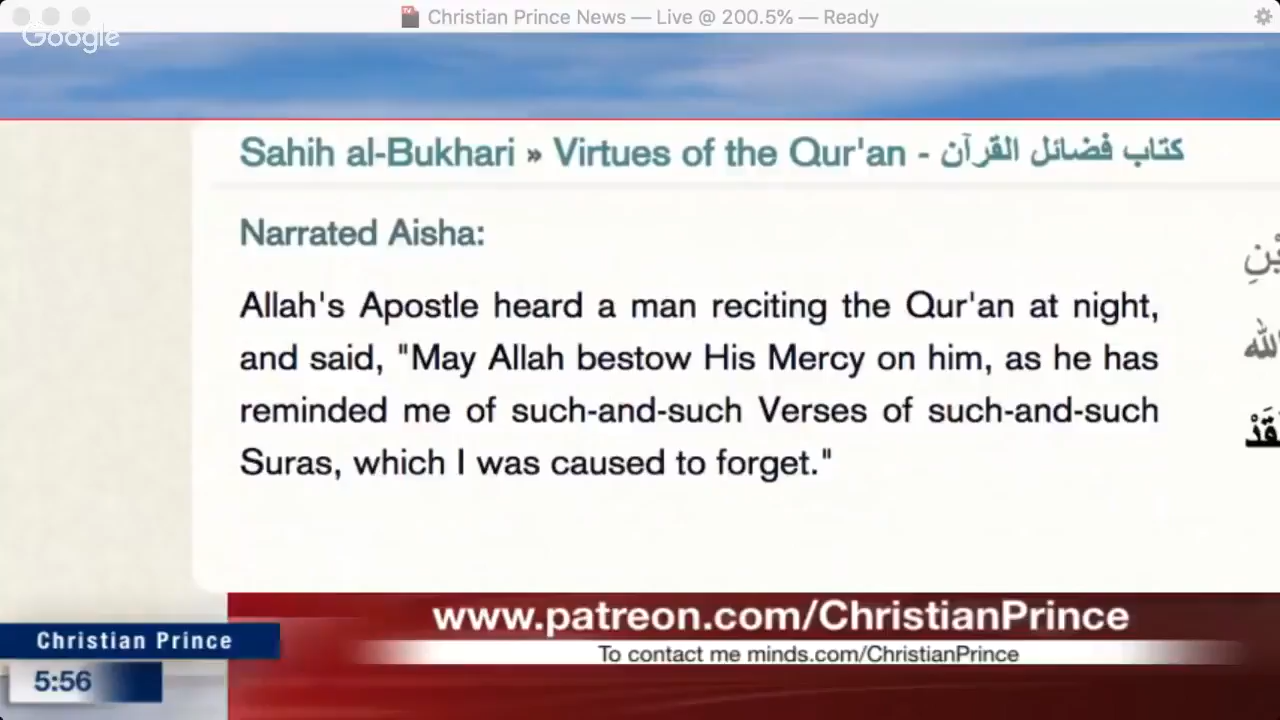 Christian Prince News — Live @ 200.5% — Ready
Google
Sahih al-Bukhari » Virtues of the Qur'an - كتاب فضائل القرآن
Narrated Aisha:
Allah's Apostle heard a man reciting the Qur'an at night,
and said, "May Allah bestow His Mercy on him, as he has
reminded me of such-and-such Verses of such-and-such
Suras, which I was caused to forget."
الله
www.patreon.com/ChristianPrince
To contact me minds.com/ChristianPrince
Christian Prince
5:56